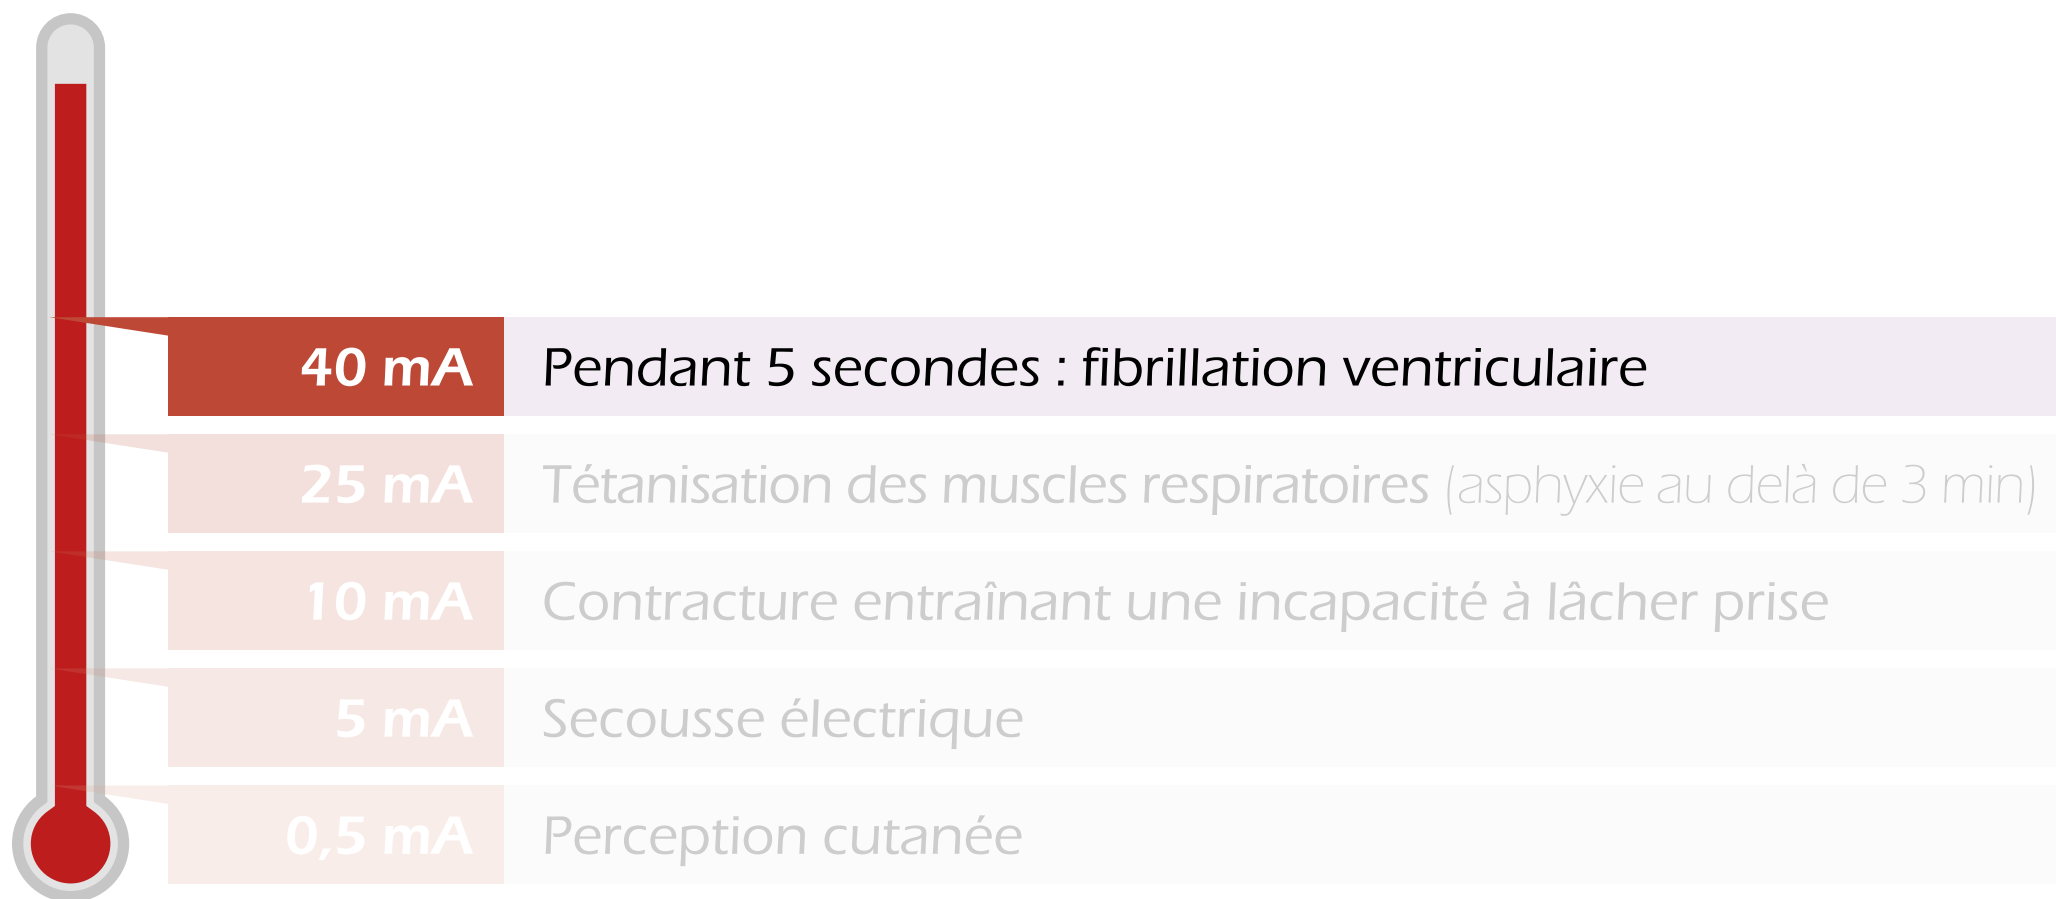 40 mA Pendant 5 secondes : fibrillation ventriculaire
25 mA Tétanisation des muscles respiratoires (asphyxie au delà de 3 min)
10 mA Contracture entraînant une incapacité à lâcher prise
5 mA Secousse électrique
0,5 mA Perception cutanée